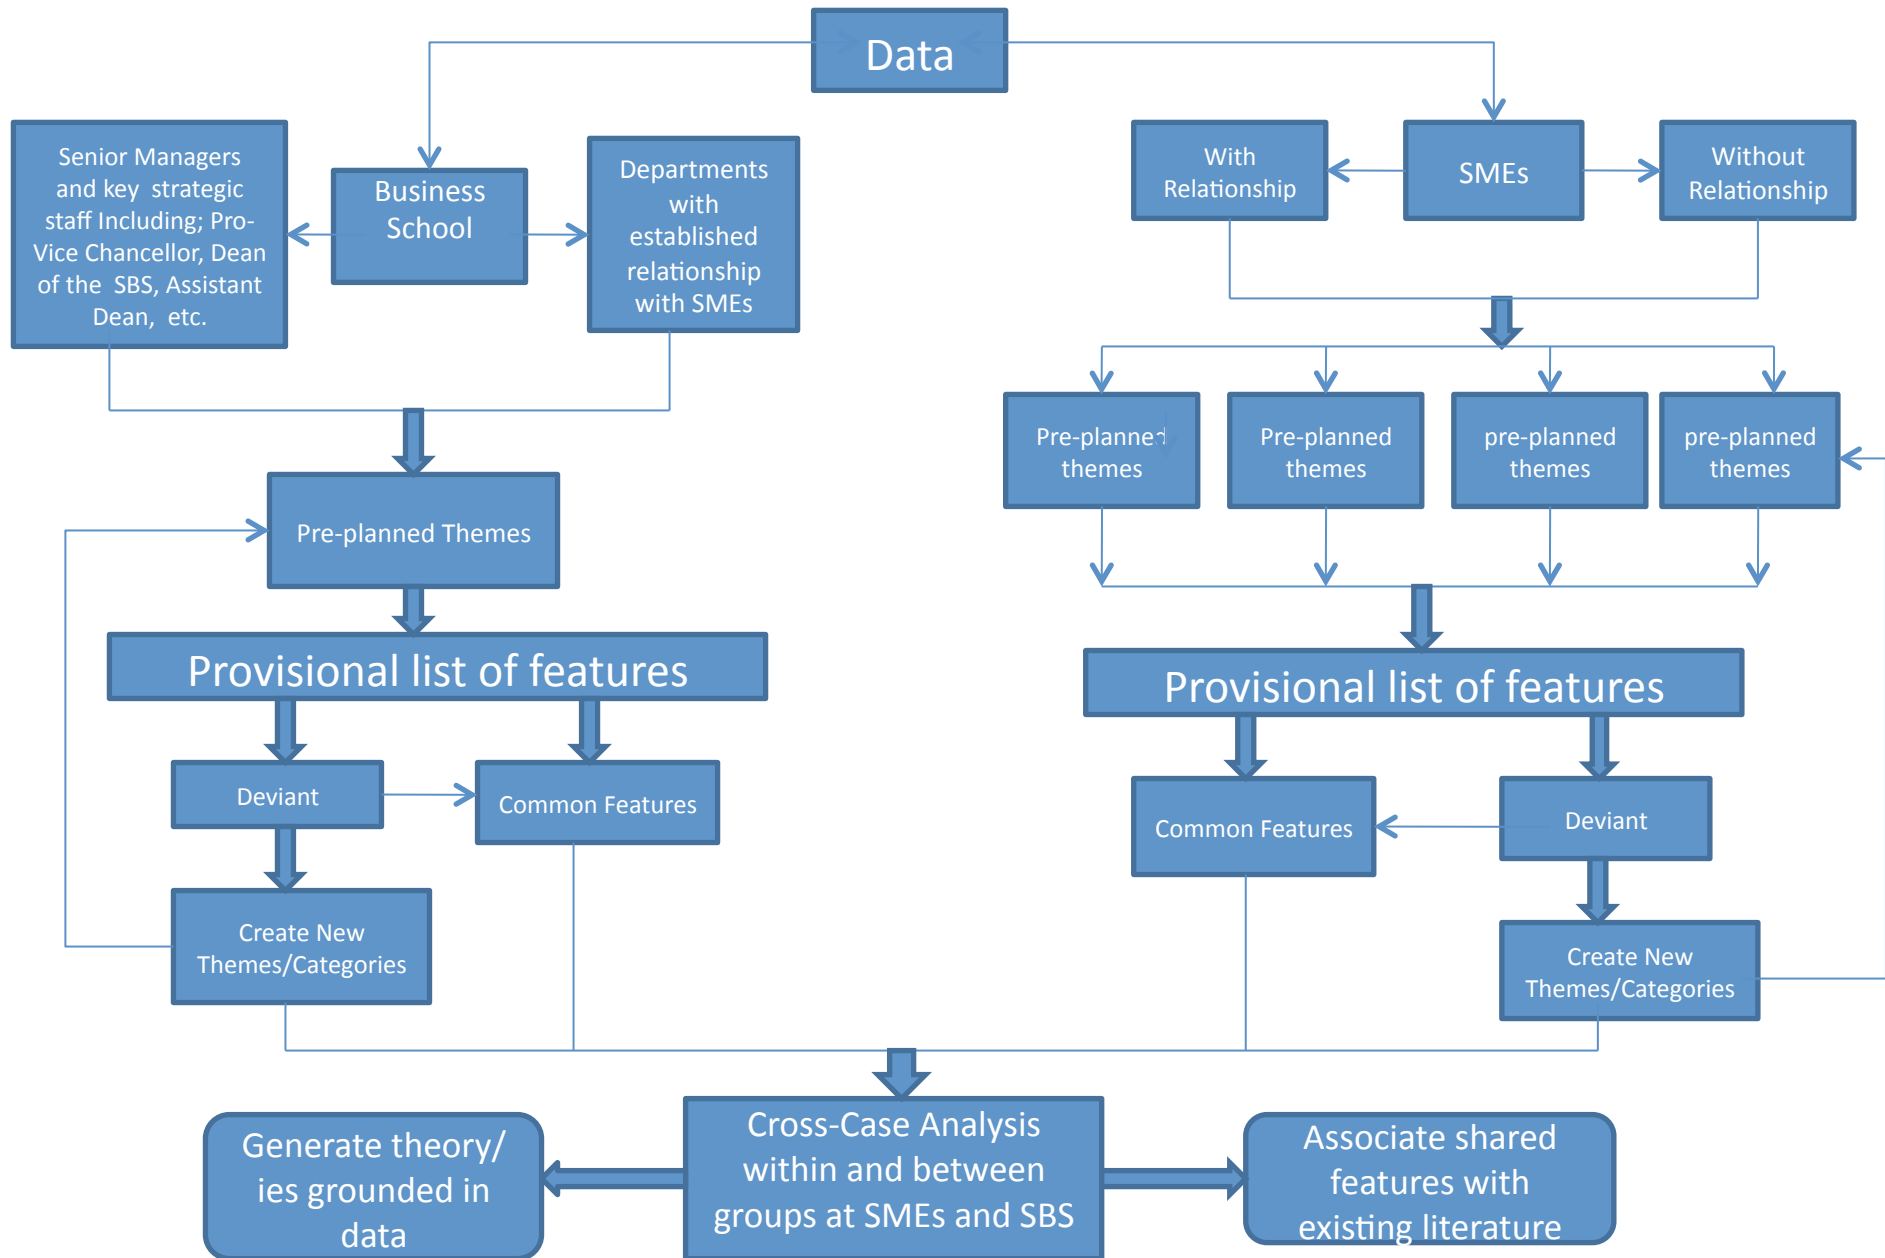 Data
Senior Managers
and key strategic
staff Including; Pro-
Vice Chancellor, Dean
of the SBS, Assistant
Dean, etc.
Business
School
Departments
with
established
relationship
with SMEs
With
Relationship
SMEs
Without
Relationship
Pre-planned
themes
Pre-planned
themes
pre-planned
themes
pre-planned
themes
Pre-planned Themes
Provisional list of features
Provisional list of features
Deviant
Common Features
Common Features
Deviant
Create New
Themes/Categories
Create New
Themes/Categories
Generate theory/
ies grounded in
data
Cross-Case Analysis
within and between
groups at SMEs and SBS
Associate shared
features with
existing literature